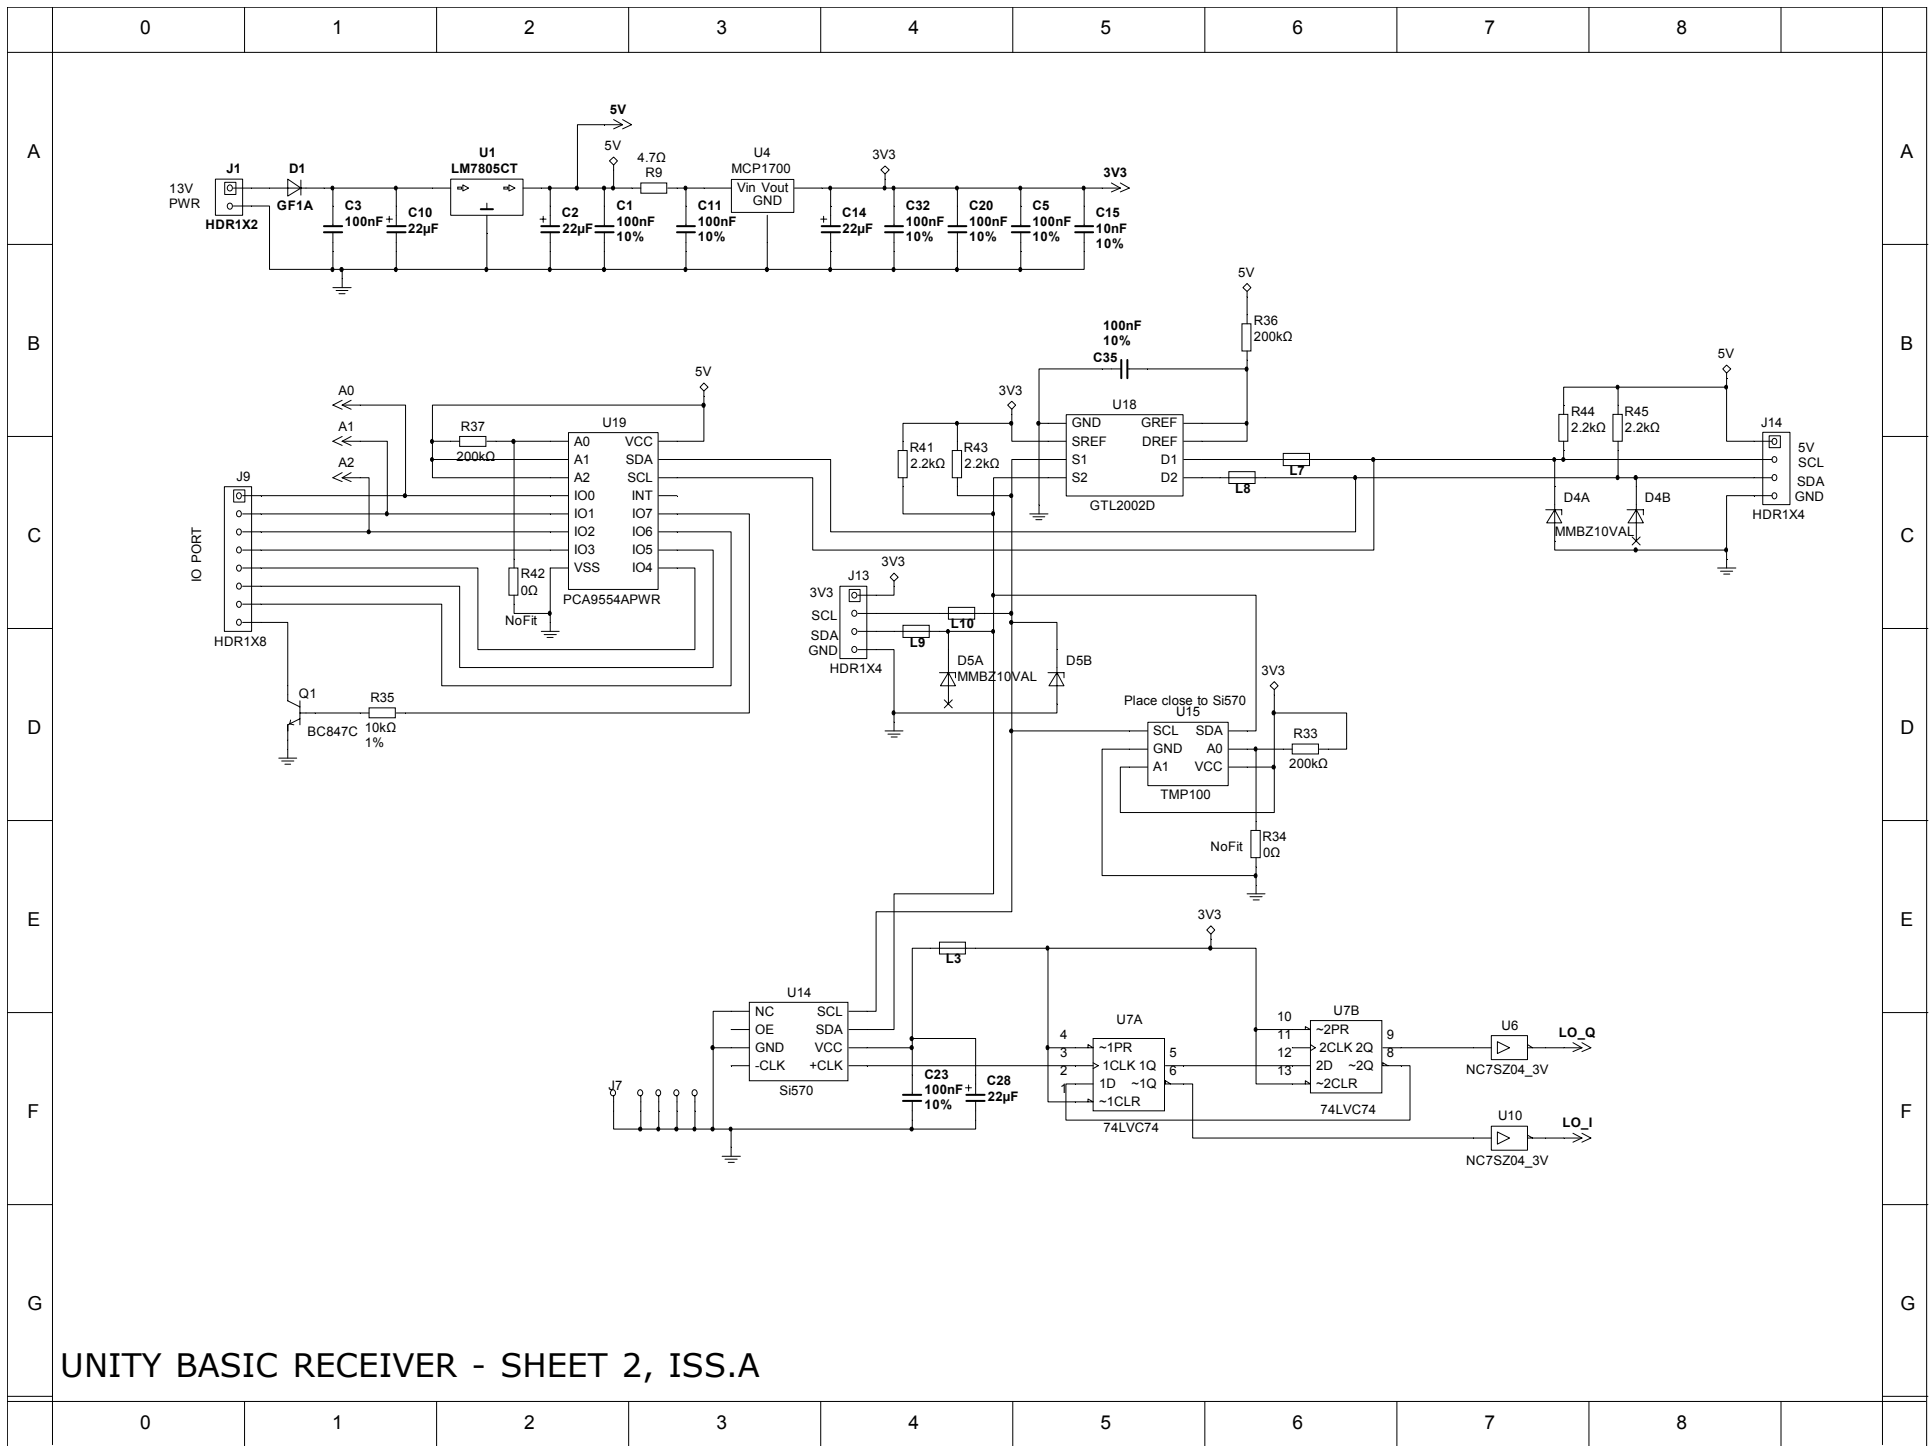 0 1 2 3 4 5 6 7 8
A A
5V
5V
4.7Ω
R9
U4
MCP1700
Vin Vout
GND
3V3
3V3
J1
13V
PWR
HDR1X2
D1
GF1A
U1
LM7805CT
C3
100nF
C10
22µF
+
C2
22µF
+
C1
100nF
10%
C11
100nF
10%
C14
22µF
+
C32
100nF
10%
C20
100nF
10%
C5
100nF
10%
C15
10nF
10%
B B
5V
R36
200kΩ
100nF
10%
C35
5V
A0
A1
A2
R37
200kΩ
U19
A0 VCC
A1 SDA
A2 SCL
IO0 INT
IO1 IO7
IO2 IO6
IO3 IO5
VSS IO4
PCA9554APWR
R42
0Ω
NoFit
3V3
R41
2.2kΩ
R43
2.2kΩ
U18
GND GREF
SREF DREF
S1 D1
S2 D2
GTL2002D
L7
L8
5V
R44
2.2kΩ
R45
2.2kΩ
J14
5V
SCL
SDA
GND
HDR1X4
D4A
MMBZ10VAL
D4B
C C
J9
IO PORT
HDR1X8
J13
3V3
3V3
SCL
SDA
GND
HDR1X4
L10
L9
D5A
MMBZ10VAL
D5B
D D
Q1
BC847C
R35
10kΩ
1%
Place close to Si570
U15
SCL SDA
GND A0
A1 VCC
TMP100
3V3
R33
200kΩ
NoFit
R34
0Ω
E E
3V3
L3
U14
NC SCL
OE SDA
GND VCC
-CLK +CLK
Si570
J7
C23
100nF
10%
C28
22µF
+
U7A
4 ~1PR
3 1CLK 1Q 5
2 1D ~1Q 6
1 ~1CLR
74LVC74
U7B
10 ~2PR
11 2CLK 2Q 9
12 2D ~2Q 8
13 ~2CLR
74LVC74
U6
NC7SZ04_3V
LO_Q
U10
NC7SZ04_3V
LO_I
F F
G G
UNITY BASIC RECEIVER - SHEET 2, ISS.A
0 1 2 3 4 5 6 7 8